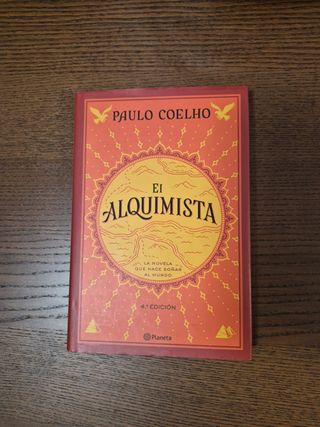 PAULO COELHO
El
ALQUIMISTA
LA NOVELA
QUE HACE SOÑAR
AL MUNDO
4.ª EDICIÓN
Planeta